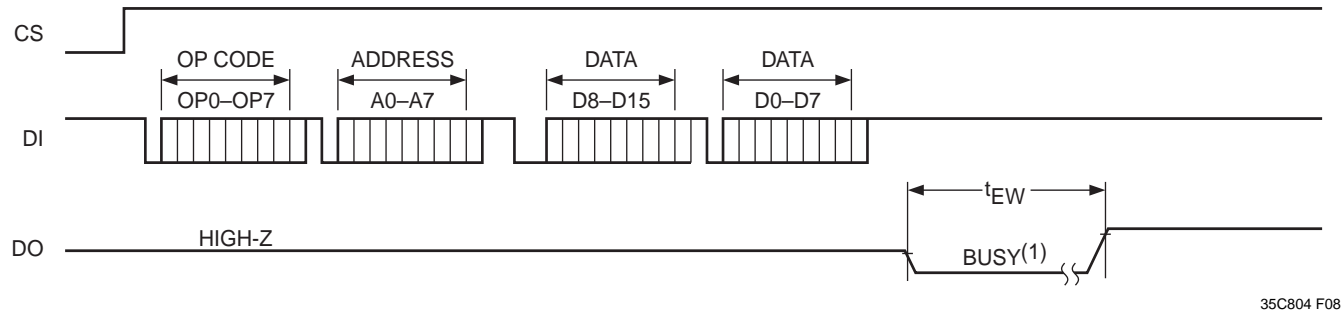 CS
OP CODE ADDRESS DATA DATA
OP0–OP7 A0–A7 D8–D15 D0–D7
DI
tEW
DO HIGH-Z BUSY(1)
35C804 F08